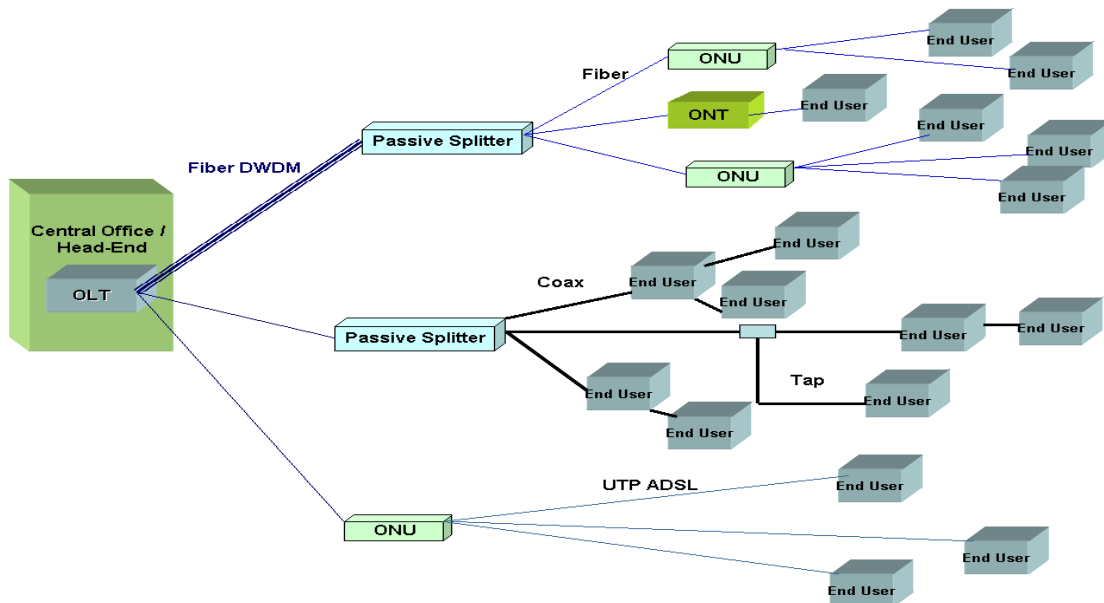 End User
ONU
End User
Fiber
End User
ONT
End User
Passive Splitter
End User
Fiber DWDM
ONU
End User
Central Office /
Head-End
End User
OLT
Coax
End User
End User
End User
End User
Passive Splitter
Tap
End User
End User
End User
UTP ADSL
End User
ONU
End User
End User